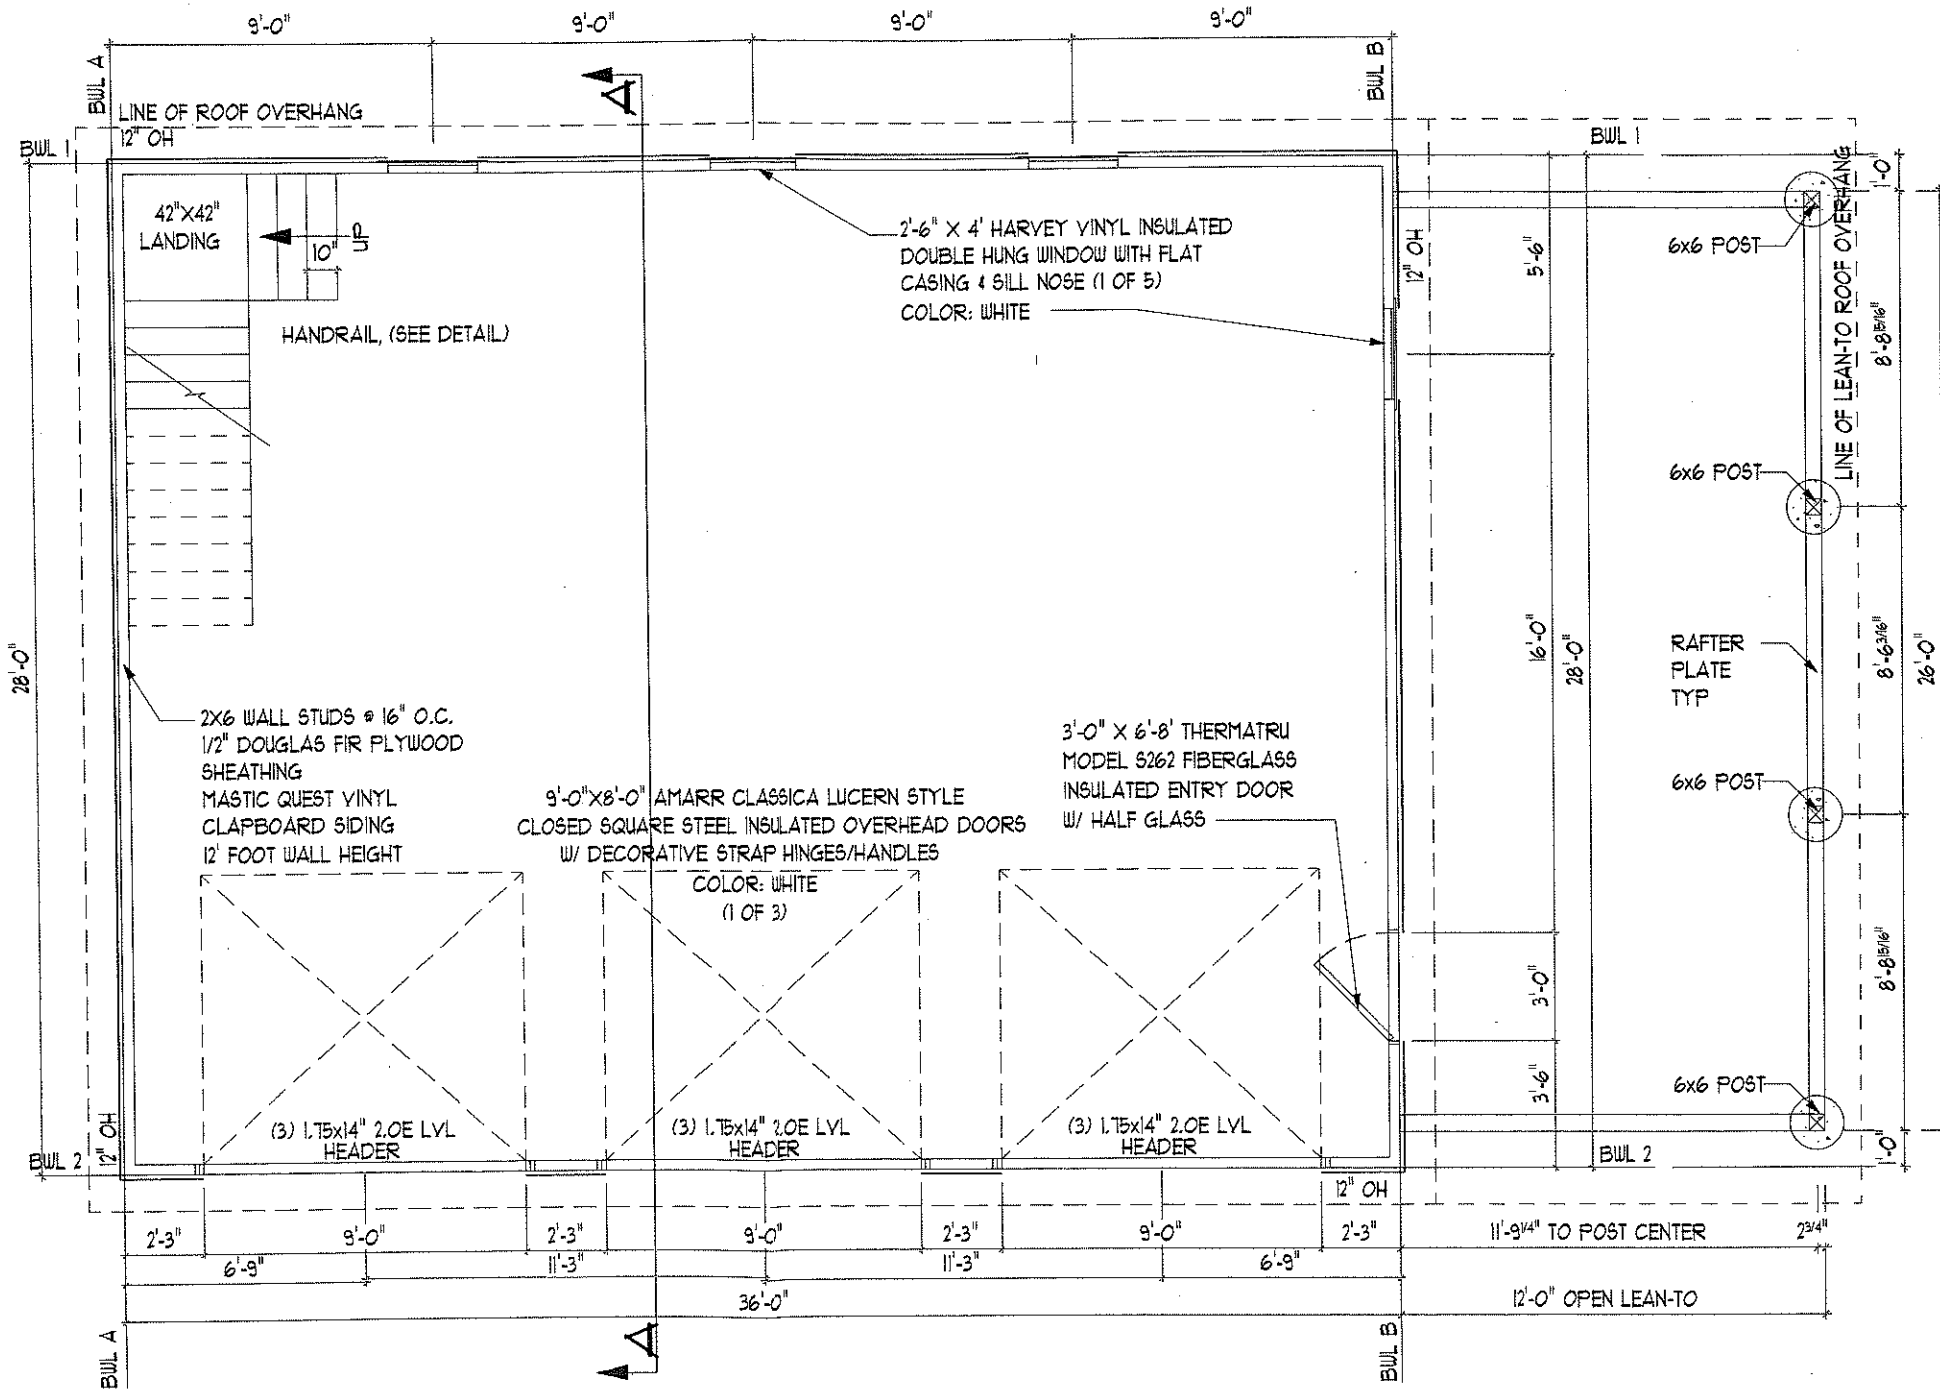 9'-0"
9'-0"
9'-0"
9'-0"
BWL A
BWL B
A
LINE OF ROOF OVERHANG
12" OH
BWL 1
BWL 1
42"X42"
LANDING
10"
UP
HANDRAIL, (SEE DETAIL)
2'-6" X 4' HARVEY VINYL INSULATED
DOUBLE HUNG WINDOW WITH FLAT
CASING & SILL NOSE (1 OF 5)
COLOR: WHITE
12" OH
5'-6"
1'-0"
6x6 POST
LINE OF LEAN-TO ROOF OVERHANG
8'-8 15/16"
6x6 POST
28'-0"
16'-0"
28'-0"
RAFTER
PLATE
TYP
8'-6 3/16"
26'-0"
2X6 WALL STUDS @ 16" O.C.
1/2" DOUGLAS FIR PLYWOOD
SHEATHING
MASTIC QUEST VINYL
CLAPBOARD SIDING
12' FOOT WALL HEIGHT
9'-0"X8'-0" AMARR CLASSICA LUCERN STYLE
CLOSED SQUARE STEEL INSULATED OVERHEAD DOORS
W/ DECORATIVE STRAP HINGES/HANDLES
COLOR: WHITE
(1 OF 3)
3'-0" X 6'-8' THERMATRU
MODEL S262 FIBERGLASS
INSULATED ENTRY DOOR
W/ HALF GLASS
6x6 POST
8'-8 15/16"
3'-0"
3'-6"
6x6 POST
(3) 1.75x14" 2.0E LVL
HEADER
(3) 1.75x14" 2.0E LVL
HEADER
(3) 1.75x14" 2.0E LVL
HEADER
12" OH
BWL 2
BWL 2
1'-0"
12" OH
2'-3"
9'-0"
2'-3"
9'-0"
2'-3"
9'-0"
2'-3"
11'-9 1/4" TO POST CENTER
2 3/4"
6'-9"
11'-3"
11'-3"
6'-9"
36'-0"
12'-0" OPEN LEAN-TO
BWL A
A
BWL B